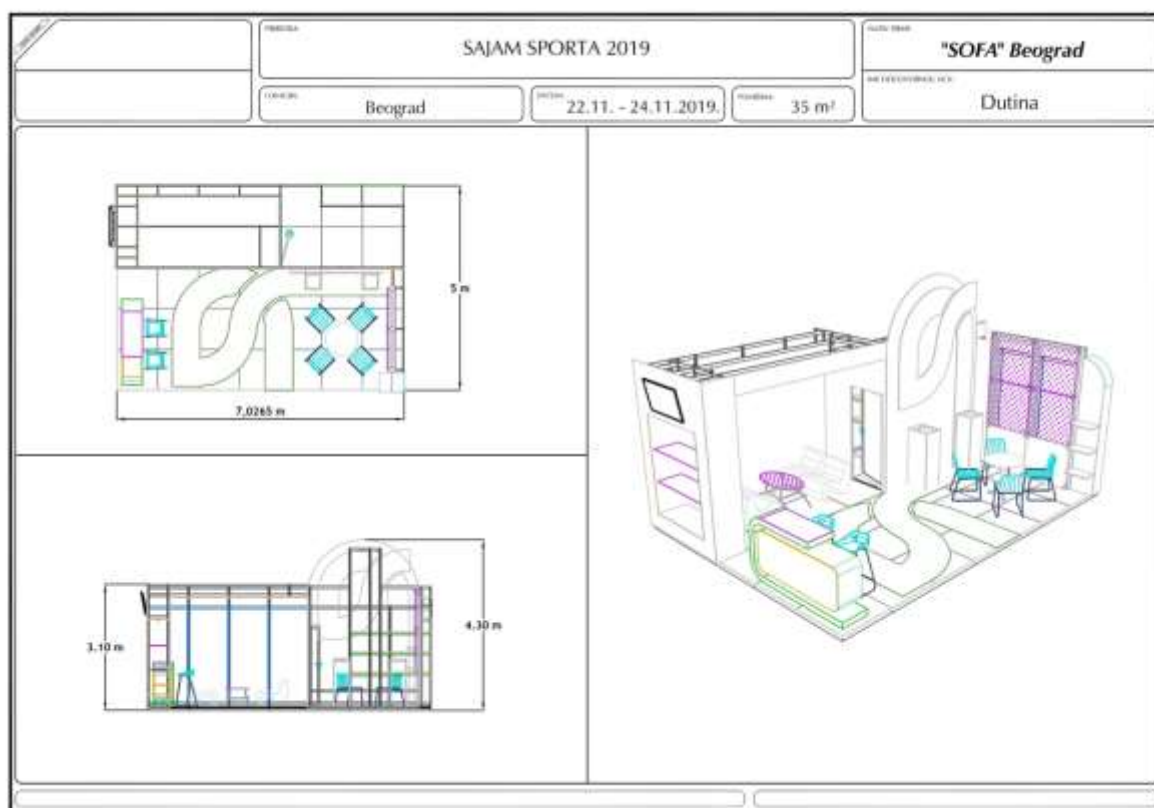 SAJAM SPORTA 2019
"SOFA" Beograd
Beograd
22.11. - 24.11.2019.
35 m²
Dutina
5 m
7,0265 m
3,10 m
4,30 m